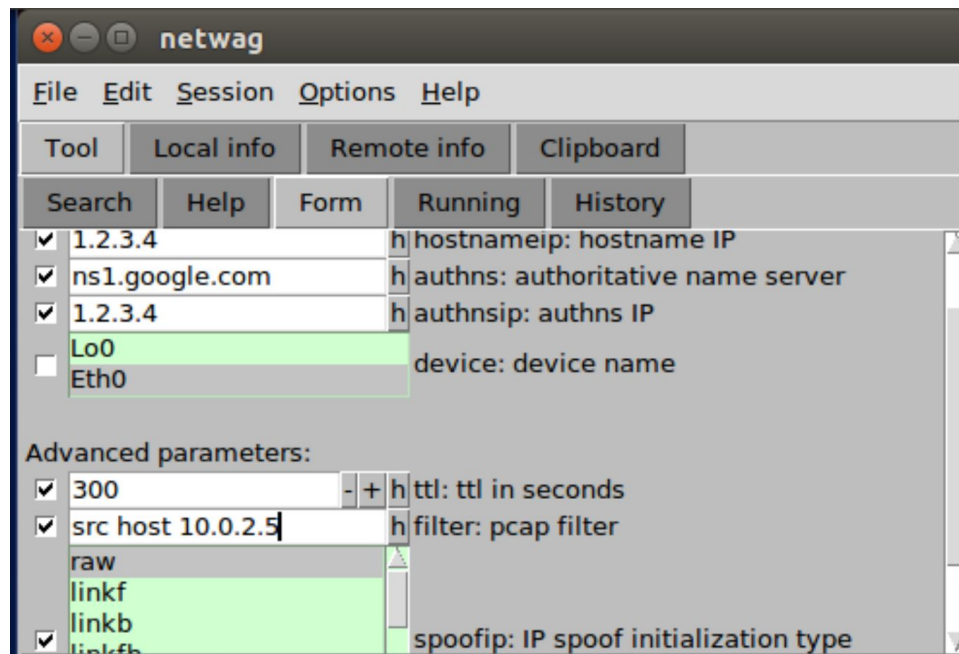 netwag
File Edit Session Options Help
Tool Local info Remote info Clipboard
Search Help Form Running History
1.2.3.4 h hostnameip: hostname IP
ns1.google.com h authns: authoritative name server
1.2.3.4 h authnsip: authns IP
Lo0
Eth0
device: device name
Advanced parameters:
300 - + h ttl: ttl in seconds
src host 10.0.2.5 h filter: pcap filter
raw
linkf
linkb
linkfb
spoofip: IP spoof initialization type